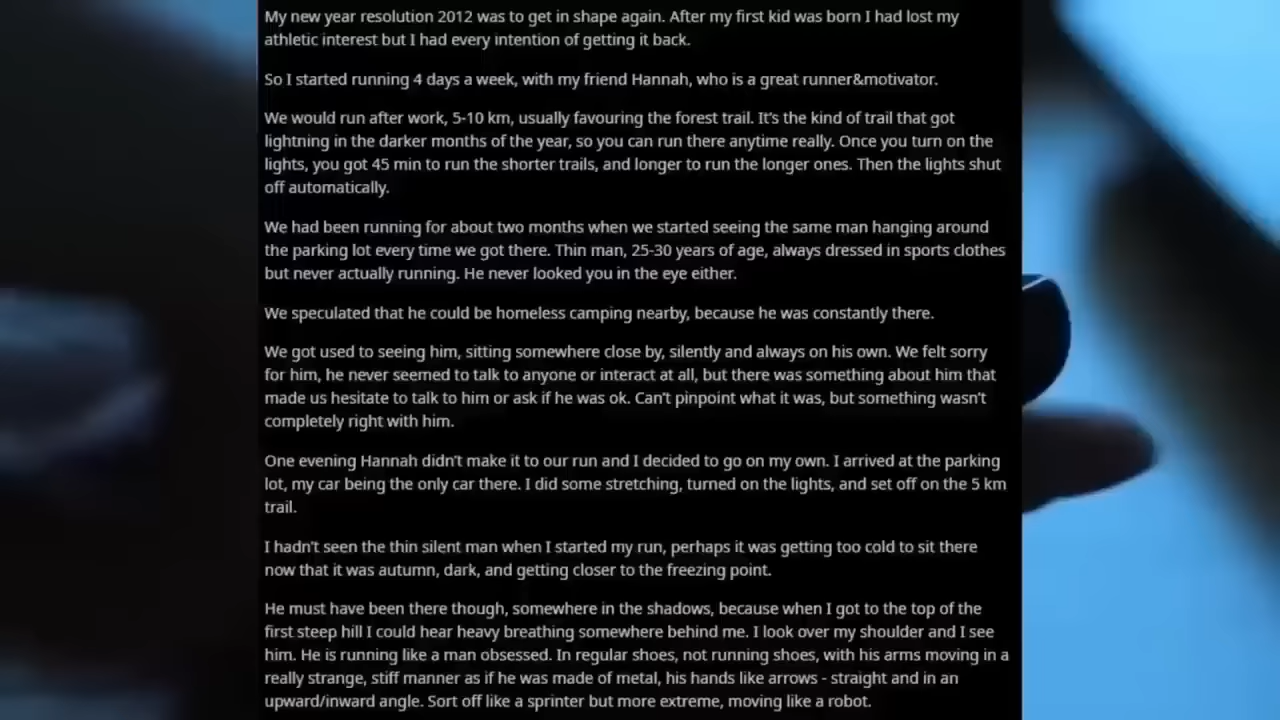 My new year resolution 2012 was to get in shape again. After my first kid was born I had lost my
athletic interest but I had every intention of getting it back.
So I started running 4 days a week, with my friend Hannah, who is a great runner&motivator.
We would run after work, 5-10 km, usually favouring the forest trail. It's the kind of trail that got
lightning in the darker months of the year, so you can run there anytime really. Once you turn on the
lights, you got 45 min to run the shorter trails, and longer to run the longer ones. Then the lights shut
off automatically.
We had been running for about two months when we started seeing the same man hanging around
the parking lot every time we got there. Thin man, 25-30 years of age, always dressed in sports clothes
but never actually running. He never looked you in the eye either.
We speculated that he could be homeless camping nearby, because he was constantly there.
We got used to seeing him, sitting somewhere close by, silently and always on his own. We felt sorry
for him, he never seemed to talk to anyone or interact at all, but there was something about him that
made us hesitate to talk to him or ask if he was ok. Can't pinpoint what it was, but something wasn't
completely right with him.
One evening Hannah didn't make it to our run and I decided to go on my own. I arrived at the parking
lot, my car being the only car there. I did some stretching, turned on the lights, and set off on the 5 km
trail.
I hadn't seen the thin silent man when I started my run, perhaps it was getting too cold to sit there
now that it was autumn, dark, and getting closer to the freezing point.
He must have been there though, somewhere in the shadows, because when I got to the top of the
first steep hill I could hear heavy breathing somewhere behind me. I look over my shoulder and I see
him. He is running like a man obsessed. In regular shoes, not running shoes, with his arms moving in a
really strange, stiff manner as if he was made of metal, his hands like arrows - straight and in an
upward/inward angle. Sort off like a sprinter but more extreme, moving like a robot.